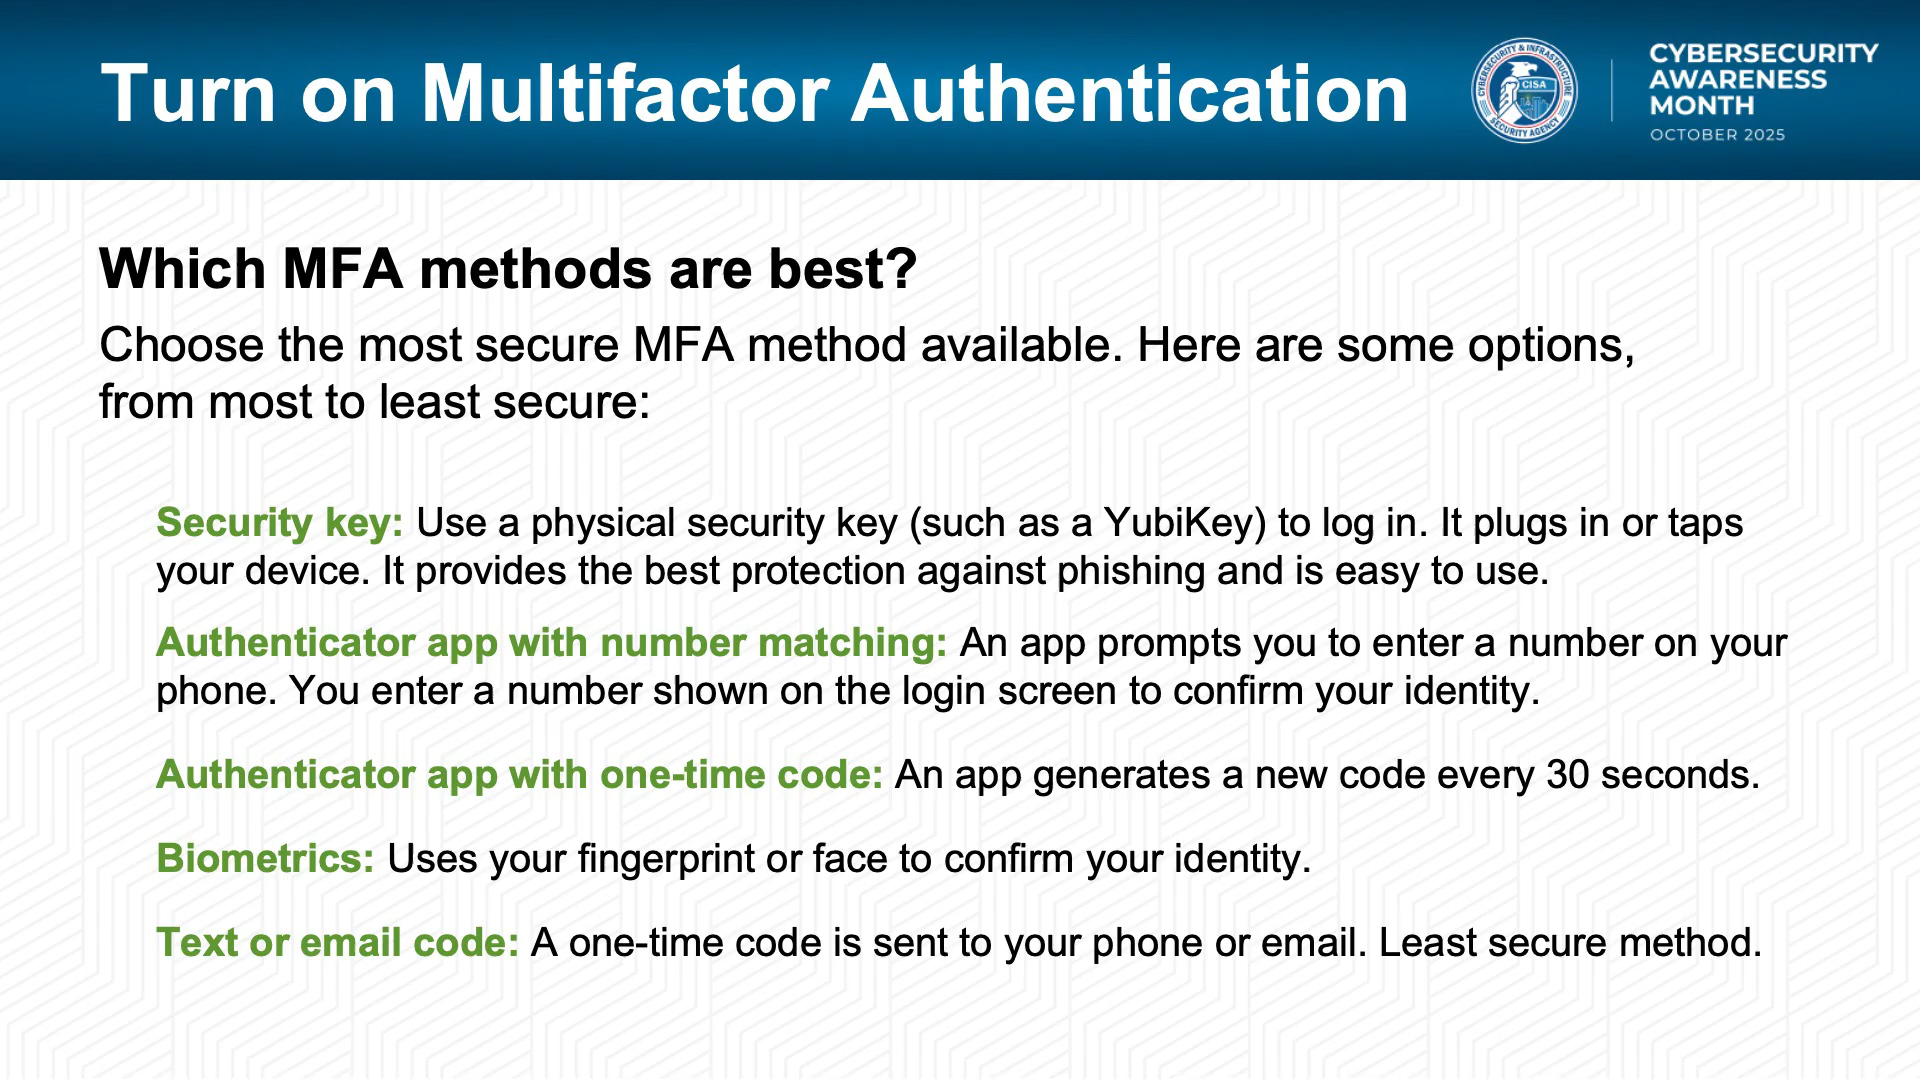 Turn on Multifactor Authentication
CYBERSECURITY & INFRASTRUCTURE
CISA
SECURITY AGENCY
CYBERSECURITY
AWARENESS
MONTH
OCTOBER 2025
Which MFA methods are best?
Choose the most secure MFA method available. Here are some options,
from most to least secure:
Security key: Use a physical security key (such as a YubiKey) to log in. It plugs in or taps
your device. It provides the best protection against phishing and is easy to use.
Authenticator app with number matching: An app prompts you to enter a number on your
phone. You enter a number shown on the login screen to confirm your identity.
Authenticator app with one-time code: An app generates a new code every 30 seconds.
Biometrics: Uses your fingerprint or face to confirm your identity.
Text or email code: A one-time code is sent to your phone or email. Least secure method.